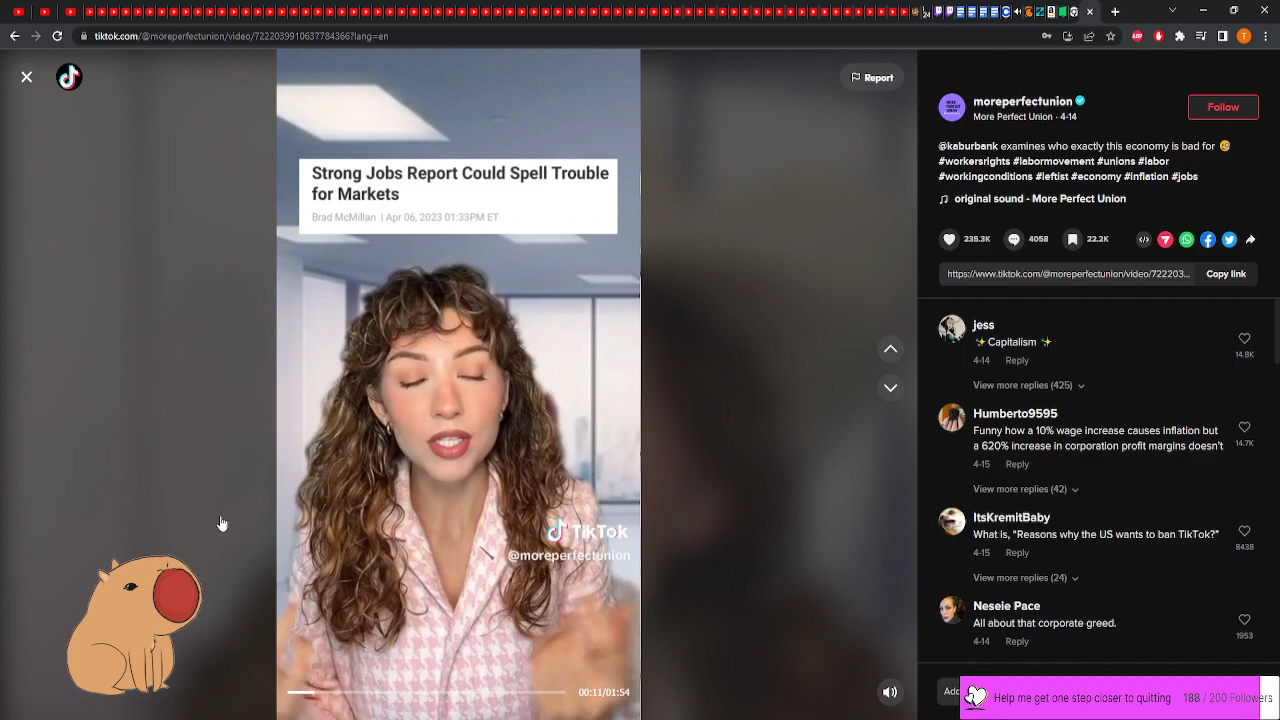 tiktok.com/@moreperfectunion/video/7222039910637784366?lang=en
Report
Strong Jobs Report Could Spell Trouble
for Markets
Brad McMillan | Apr 06, 2023 01:33PM ET
TikTok
@moreperfectunion
00:11/01:54
moreperfectunion
More Perfect Union · 4-14
Follow
@kaburbank examines who exactly this economy is bad for
#workersrights #labormovement #unions #labor
#workingconditions #leftist #economy #inflation #jobs
original sound - More Perfect Union
235.3K
4058
22.2K
https://www.tiktok.com/@moreperfectunion/video/722203...
Copy link
jess
✨ Capitalism ✨
4-14 Reply
14.8K
View more replies (425)
Humberto9595
Funny how a 10% wage increase causes inflation but
a 620% increase in corporation profit margins doesn't
4-15 Reply
14.7K
View more replies (42)
ItsKremitBaby
What is, "Reasons why the US wants to ban TikTok?"
4-15 Reply
8438
View more replies (24)
Neseie Pace
All about that corporate greed.
4-14 Reply
1953
Add
Help me get one step closer to quitting 188 / 200 Followers